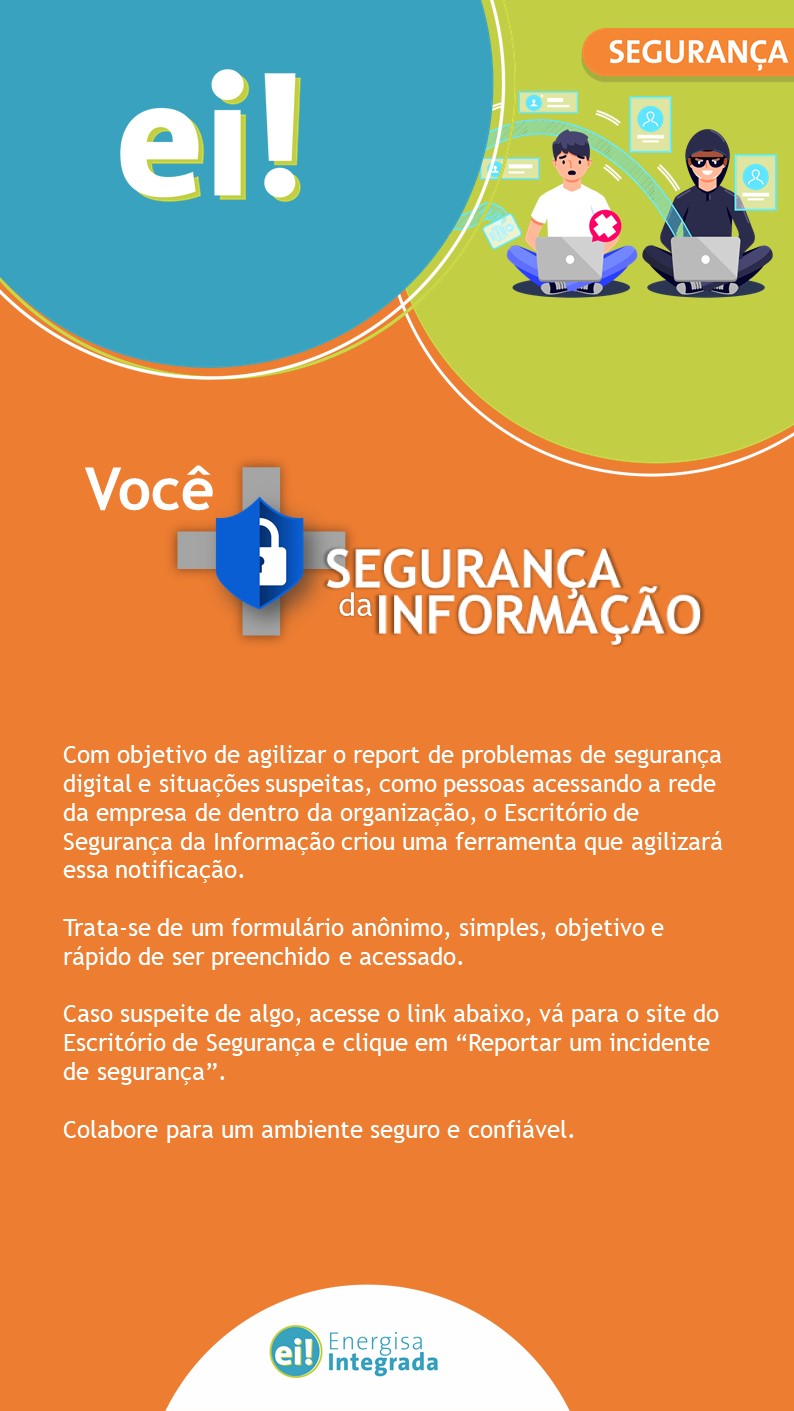 ei!
SEGURANÇA
Você
SEGURANÇA
da INFORMAÇÃO
Com objetivo de agilizar o report de problemas de segurança
digital e situações suspeitas, como pessoas acessando a rede
da empresa de dentro da organização, o Escritório de
Segurança da Informação criou uma ferramenta que agilizará
essa notificação.
Trata-se de um formulário anônimo, simples, objetivo e
rápido de ser preenchido e acessado.
Caso suspeite de algo, acesse o link abaixo, vá para o site do
Escritório de Segurança e clique em “Reportar um incidente
de segurança”.
Colabore para um ambiente seguro e confiável.
ei! Energisa
Integrada